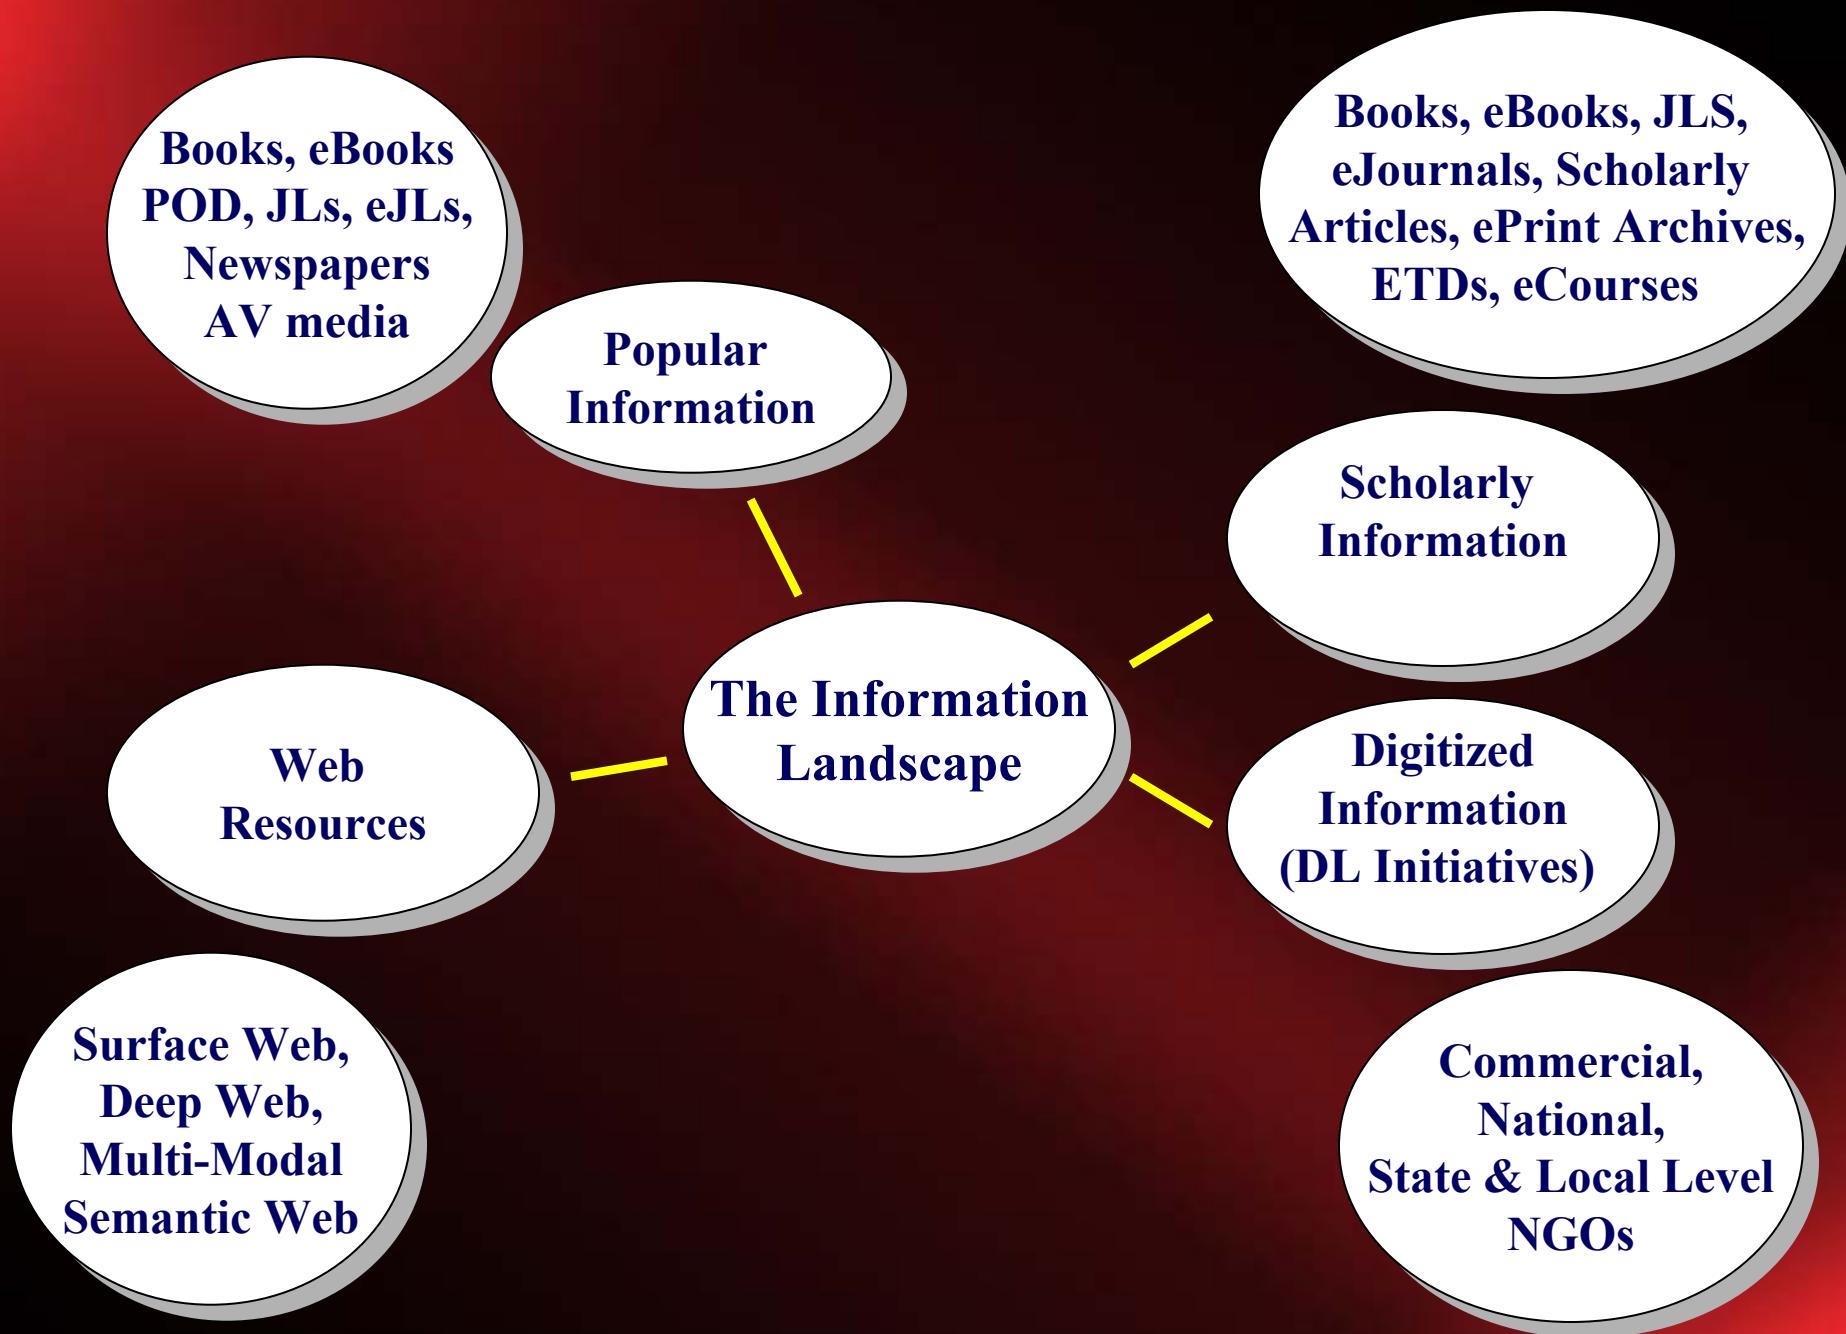 Books, eBooks
POD, JLs, eJLs,
Newspapers
AV media
Popular
Information
Books, eBooks, JLS,
eJournals, Scholarly
Articles, ePrint Archives,
ETDs, eCourses
Scholarly
Information
The Information
Landscape
Web
Resources
Digitized
Information
(DL Initiatives)
Surface Web,
Deep Web,
Multi-Modal
Semantic Web
Commercial,
National,
State & Local Level
NGOs